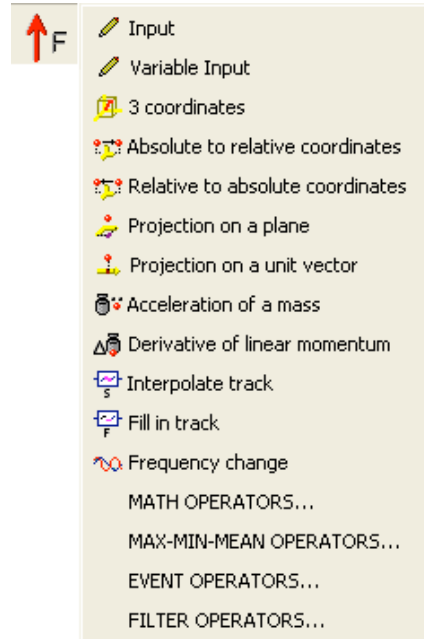 F
Input
Variable Input
3 coordinates
Absolute to relative coordinates
Relative to absolute coordinates
Projection on a plane
Projection on a unit vector
Acceleration of a mass
Derivative of linear momentum
S
Interpolate track
F
Fill in track
Frequency change
MATH OPERATORS...
MAX-MIN-MEAN OPERATORS...
EVENT OPERATORS...
FILTER OPERATORS...